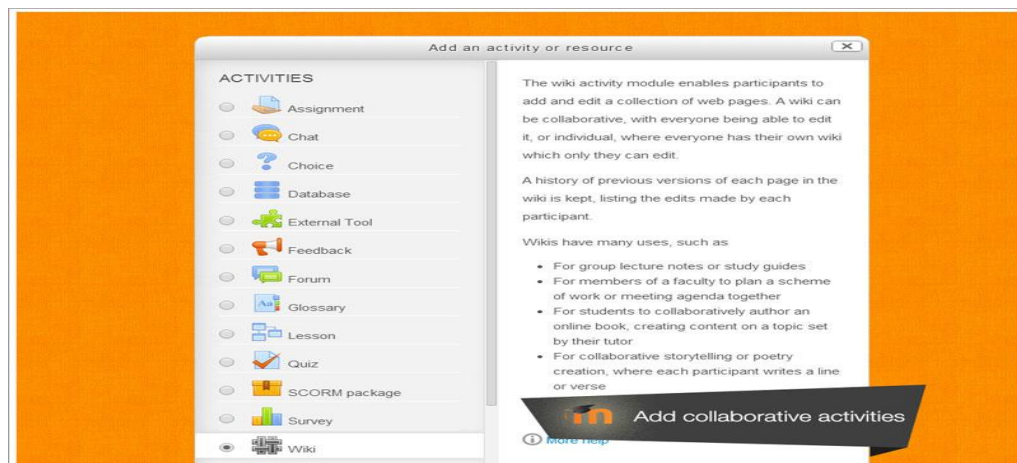 Add an activity or resource
ACTIVITIES
Assignment
Chat
Choice
Database
External Tool
Feedback
Forum
Glossary
Lesson
Quiz
SCORM package
Survey
Wiki
The wiki activity module enables participants to
add and edit a collection of web pages. A wiki can
be collaborative, with everyone being able to edit
it, or individual, where everyone has their own wiki
which only they can edit.
A history of previous versions of each page in the
wiki is kept, listing the edits made by each
participant.
Wikis have many uses, such as
• For group lecture notes or study guides
• For members of a faculty to plan a scheme
of work or meeting agenda together
• For students to collaboratively author an
online book, creating content on a topic set
by their tutor
• For collaborative storytelling or poetry
creation, where each participant writes a line
or verse
Add collaborative activities
More help